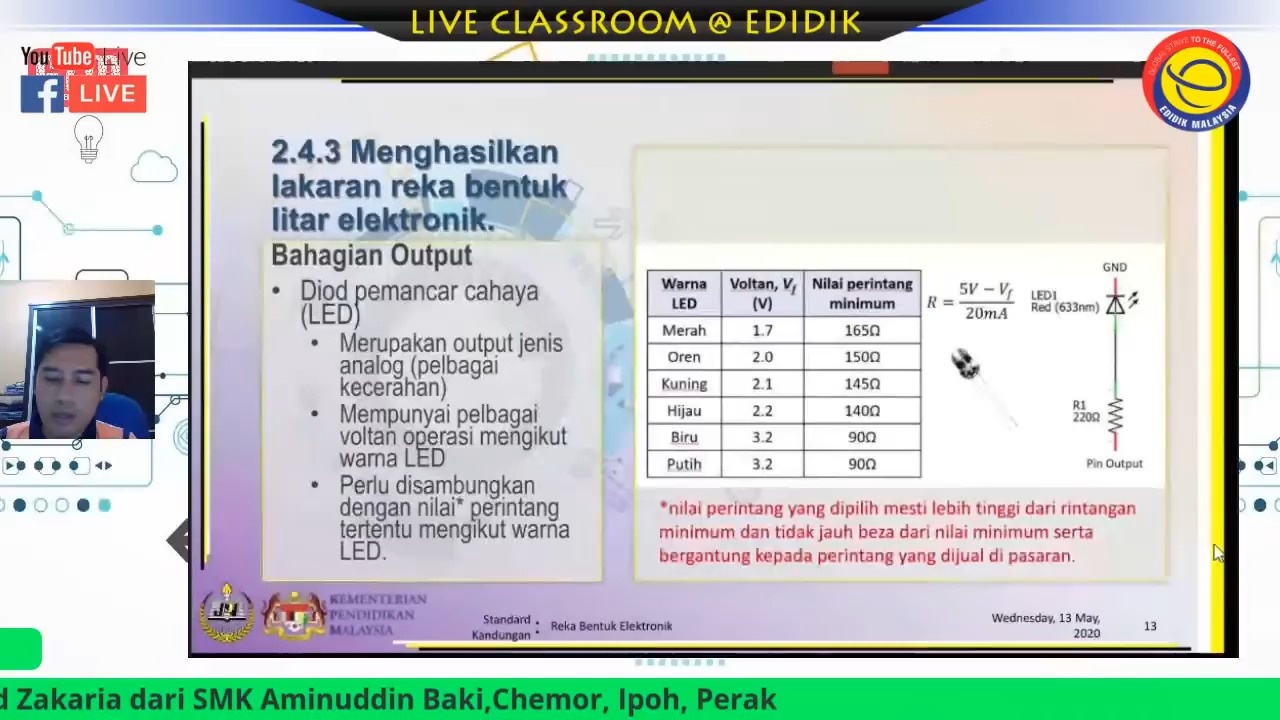 LIVE CLASSROOM @ EDIDIK
YouTube Live
f LIVE
GLOBAL STRIVE TO THE FULLEST
EDIDIK MALAYSIA
2.4.3 Menghasilkan
lakaran reka bentuk
litar elektronik.
Bahagian Output
• Diod pemancar cahaya
(LED)
• Merupakan output jenis
analog (pelbagai
kecerahan)
• Mempunyai pelbagai
voltan operasi mengikut
warna LED
• Perlu disambungkan
dengan nilai* perintang
tertentu mengikut warna
LED.
Warna LED Voltan, Vf (V) Nilai perintang minimum
Merah 1.7 165Ω
Oren 2.0 150Ω
Kuning 2.1 145Ω
Hijau 2.2 140Ω
Biru 3.2 90Ω
Putih 3.2 90Ω
R = (5V − Vf) / 20mA
GND
LED1
Red (633nm)
R1
220Ω
Pin Output
*nilai perintang yang dipilih mesti lebih tinggi dari rintangan
minimum dan tidak jauh beza dari nilai minimum serta
bergantung kepada perintang yang dijual di pasaran.
KEMENTERIAN
PENDIDIKAN
MALAYSIA
Standard
Kandungan :
Reka Bentuk Elektronik
Wednesday, 13 May,
2020
13
d Zakaria dari SMK Aminuddin Baki,Chemor, Ipoh, Perak